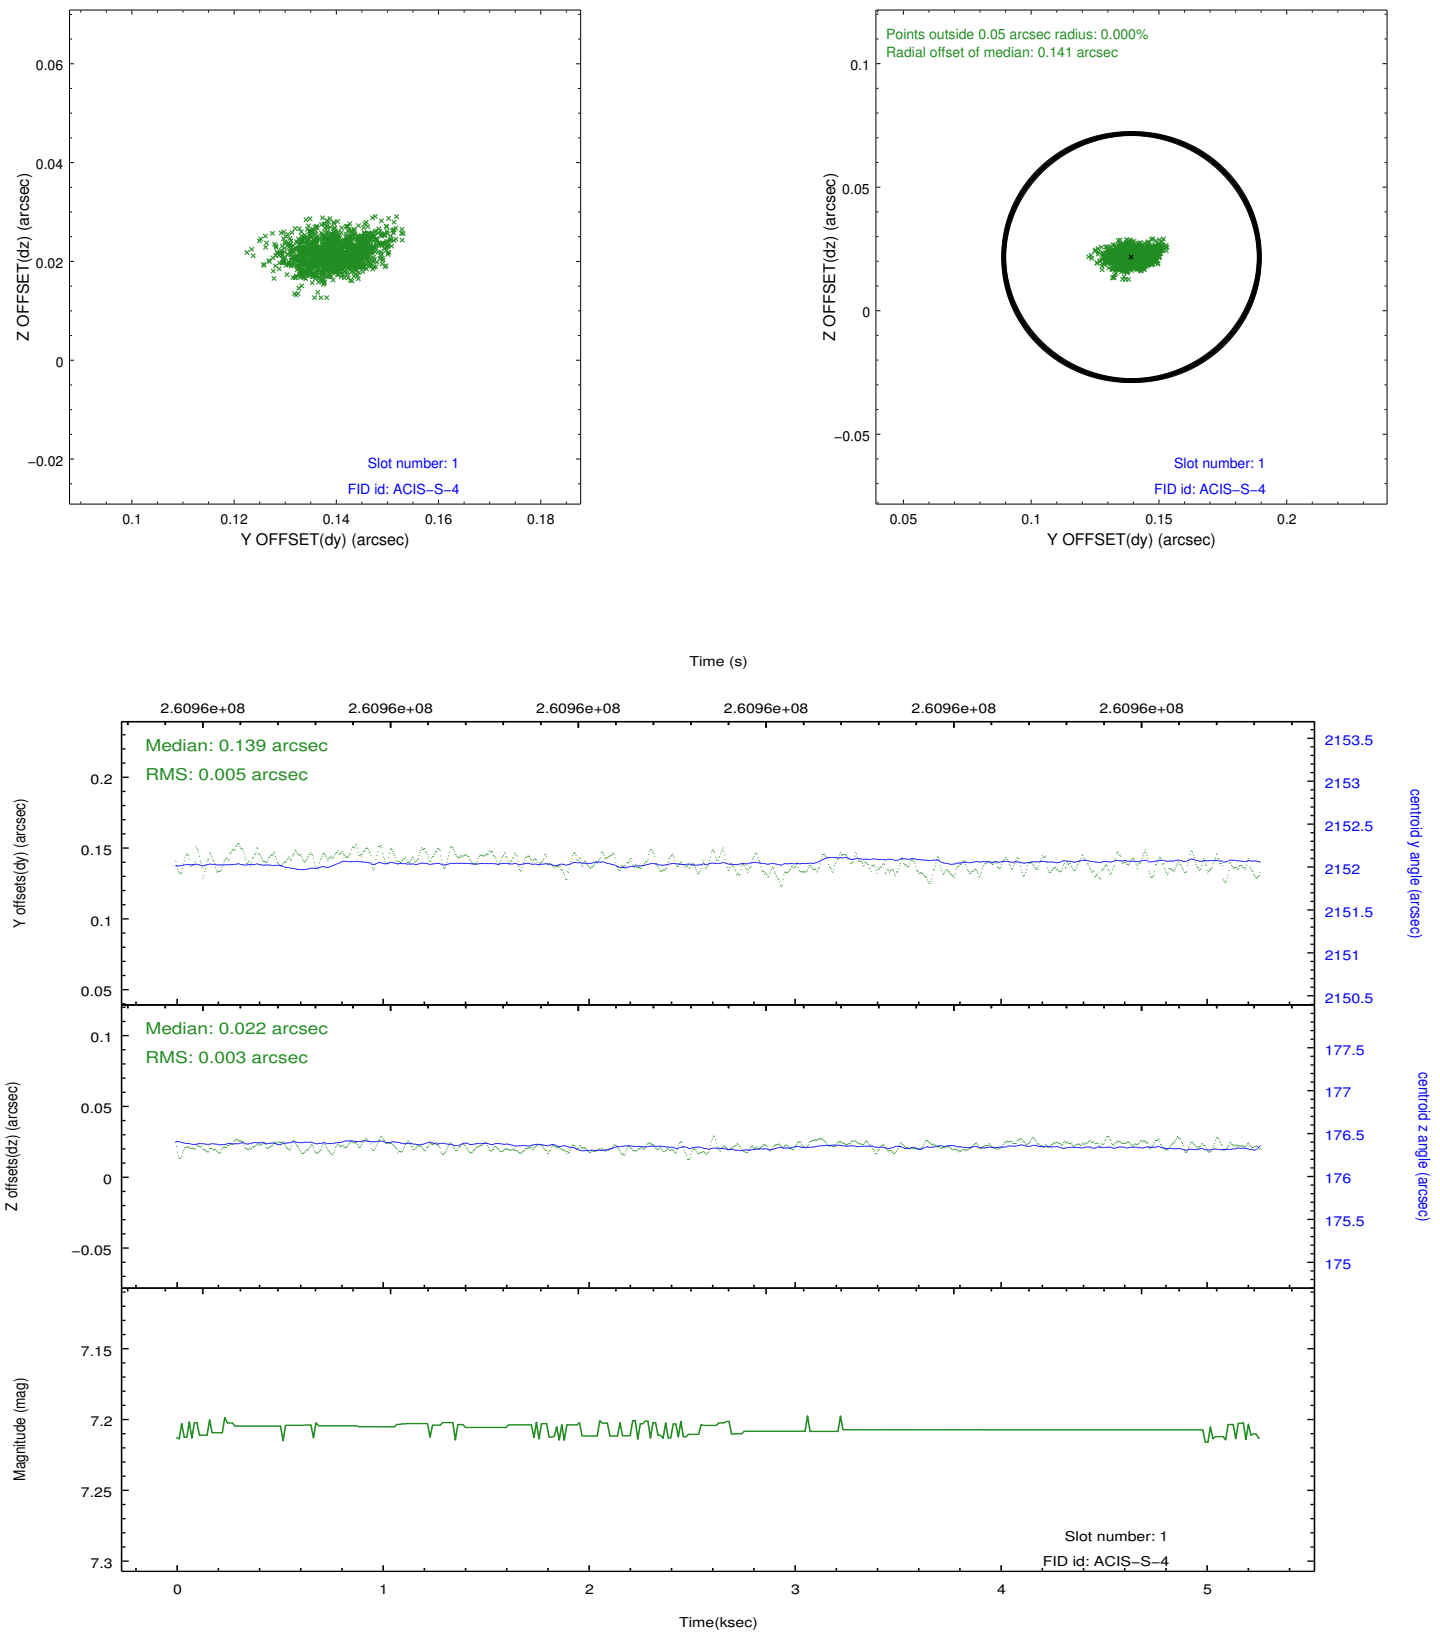 0.06
0.04
0.02
0
−0.02
Z OFFSET(dz) (arcsec)
Slot number: 1
FID id: ACIS−S−4
0.1 0.12 0.14 0.16 0.18
Y OFFSET(dy) (arcsec)
Points outside 0.05 arcsec radius: 0.000%
Radial offset of median: 0.141 arcsec
0.1
0.05
0
−0.05
Z OFFSET(dz) (arcsec)
Slot number: 1
FID id: ACIS−S−4
0.05 0.1 0.15 0.2
Y OFFSET(dy) (arcsec)
Time (s)
2.6096e+08 2.6096e+08 2.6096e+08 2.6096e+08 2.6096e+08 2.6096e+08
Median: 0.139 arcsec
RMS: 0.005 arcsec
0.2
0.15
0.1
0.05
Y offsets(dy) (arcsec)
2153.5
2153
2152.5
2152
2151.5
2151
2150.5
centroid y angle (arcsec)
Median: 0.022 arcsec
RMS: 0.003 arcsec
0.1
0.05
0
−0.05
Z offsets(dz) (arcsec)
177.5
177
176.5
176
175.5
175
centroid z angle (arcsec)
7.15
7.2
7.25
7.3
Magnitude (mag)
Slot number: 1
FID id: ACIS−S−4
0 1 2 3 4 5
Time(ksec)